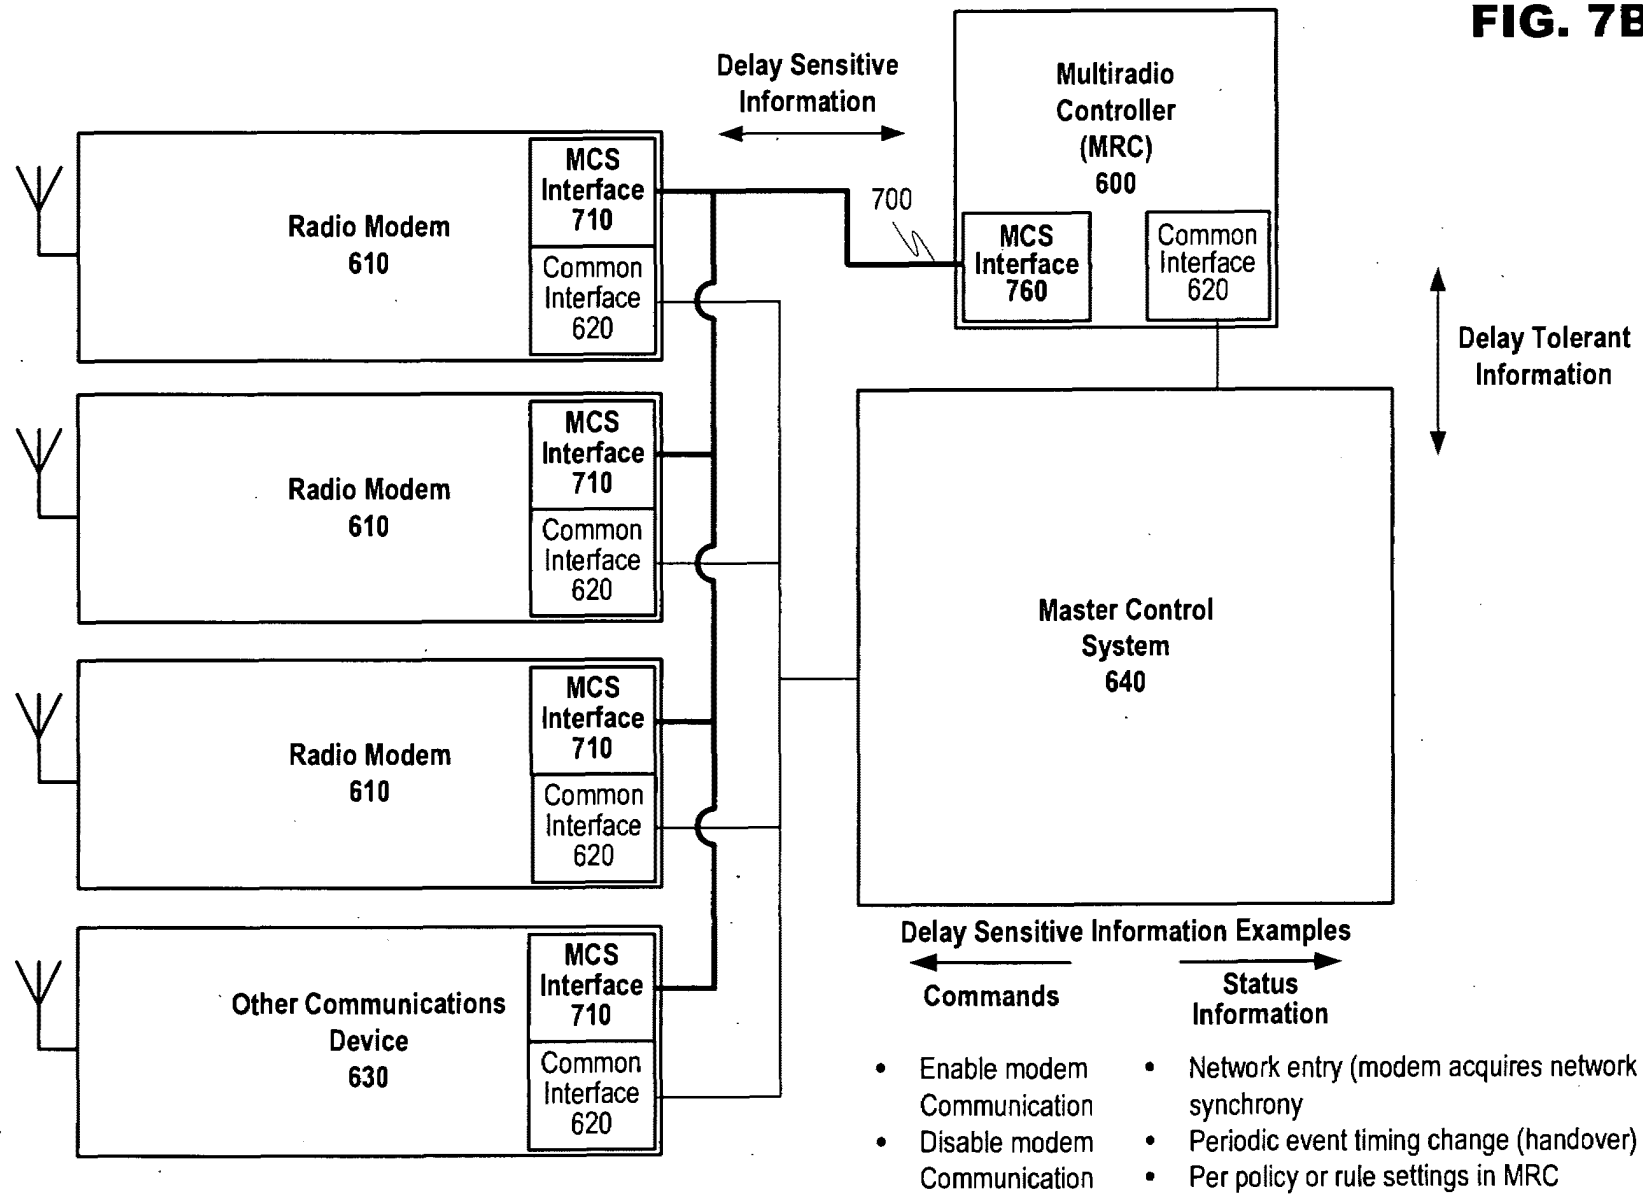 FIG. 7B
Delay Sensitive
Information
Multiradio
Controller
(MRC)
600
700
MCS
Interface
760
Common
Interface
620
Delay Tolerant
Information
Radio Modem
610
MCS
Interface
710
Common
Interface
620
Radio Modem
610
MCS
Interface
710
Common
Interface
620
Radio Modem
610
MCS
Interface
710
Common
Interface
620
Other Communications
Device
630
MCS
Interface
710
Common
Interface
620
Master Control
System
640
Delay Sensitive Information Examples
Commands
Status
Information
• Enable modem
Communication
• Disable modem
Communication
• Network entry (modem acquires network
synchrony
• Periodic event timing change (handover)
• Per policy or rule settings in MRC